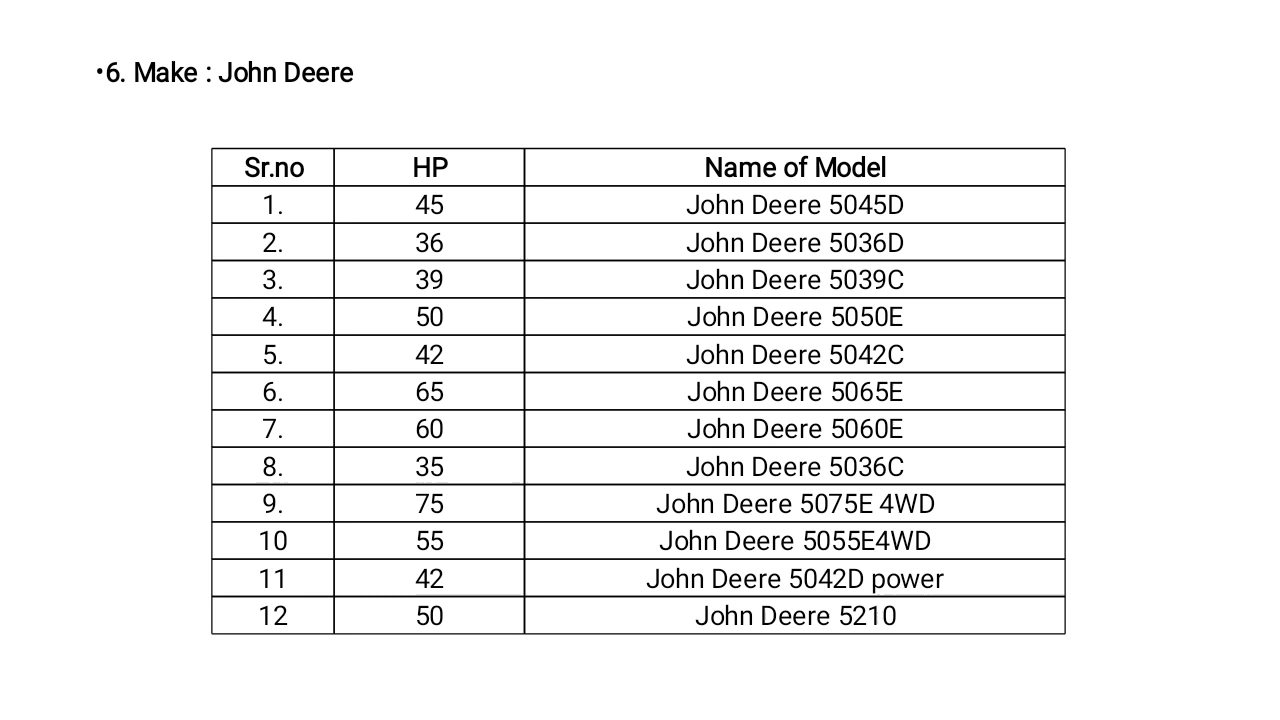 •6. Make : John Deere
Sr.no HP Name of Model
1. 45 John Deere 5045D
2. 36 John Deere 5036D
3. 39 John Deere 5039C
4. 50 John Deere 5050E
5. 42 John Deere 5042C
6. 65 John Deere 5065E
7. 60 John Deere 5060E
8. 35 John Deere 5036C
9. 75 John Deere 5075E 4WD
10 55 John Deere 5055E4WD
11 42 John Deere 5042D power
12 50 John Deere 5210